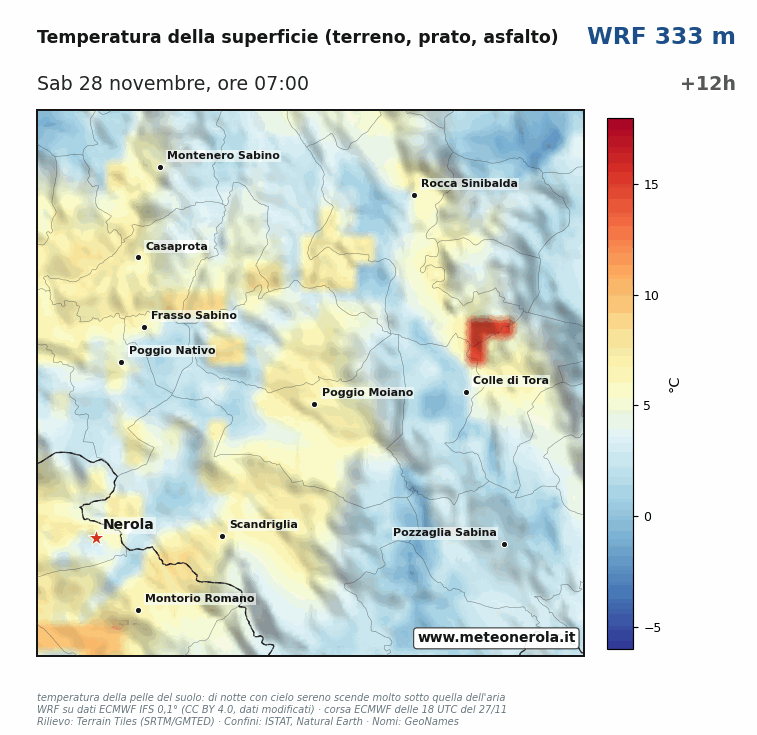 Temperatura della superficie (terreno, prato, asfalto) WRF 333 m
Sab 28 novembre, ore 07:00 +12h
Montenero Sabino
Rocca Sinibalda
Casaprota
Frasso Sabino
Poggio Nativo
Colle di Tora
Poggio Moiano
Nerola
Scandriglia
Pozzaglia Sabina
Montorio Romano
www.meteonerola.it
15
10
5
0
−5
°C
temperatura della pelle del suolo: di notte con cielo sereno scende molto sotto quella dell'aria
WRF su dati ECMWF IFS 0,1° (CC BY 4.0, dati modificati) · corsa ECMWF delle 18 UTC del 27/11
Rilievo: Terrain Tiles (SRTM/GMTED) · Confini: ISTAT, Natural Earth · Nomi: GeoNames